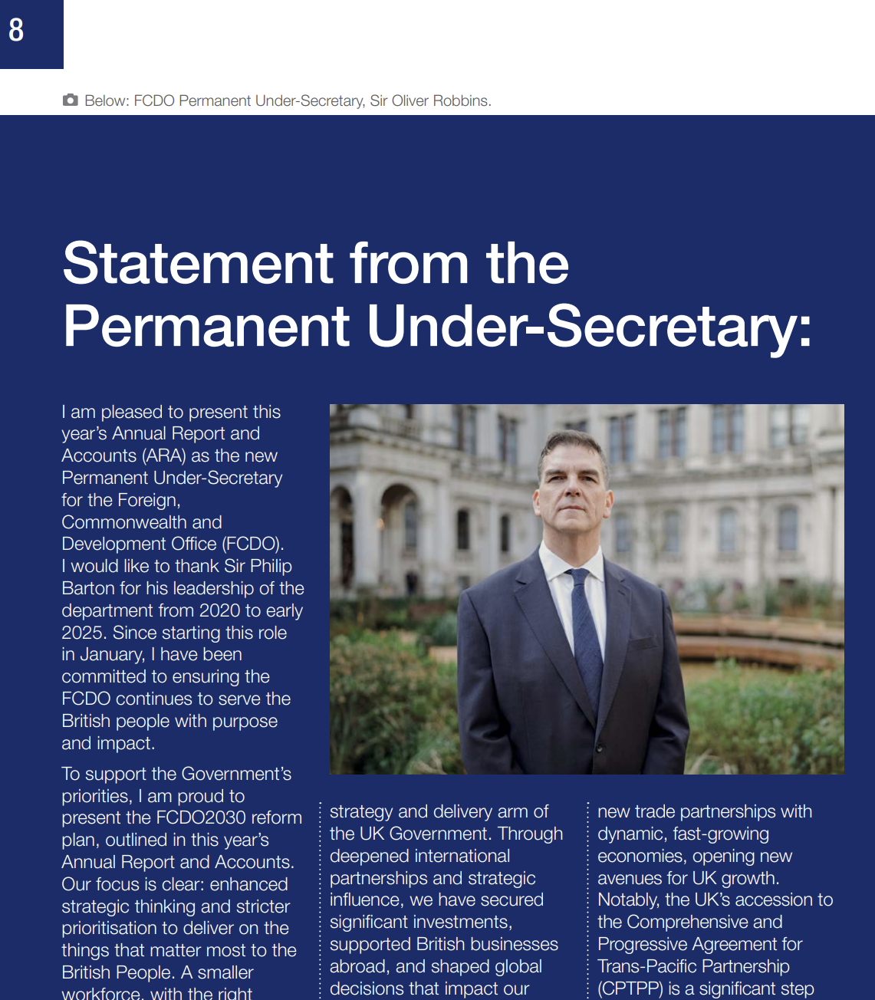 8
Below: FCDO Permanent Under-Secretary, Sir Oliver Robbins.
Statement from the
Permanent Under-Secretary:
I am pleased to present this
year’s Annual Report and
Accounts (ARA) as the new
Permanent Under-Secretary
for the Foreign,
Commonwealth and
Development Office (FCDO).
I would like to thank Sir Philip
Barton for his leadership of the
department from 2020 to early
2025. Since starting this role
in January, I have been
committed to ensuring the
FCDO continues to serve the
British people with purpose
and impact.
To support the Government’s
priorities, I am proud to
present the FCDO2030 reform
plan, outlined in this year’s
Annual Report and Accounts.
Our focus is clear: enhanced
strategic thinking and stricter
prioritisation to deliver on the
things that matter most to the
British People. A smaller
workforce, with the right
strategy and delivery arm of
the UK Government. Through
deepened international
partnerships and strategic
influence, we have secured
significant investments,
supported British businesses
abroad, and shaped global
decisions that impact our
new trade partnerships with
dynamic, fast-growing
economies, opening new
avenues for UK growth.
Notably, the UK’s accession to
the Comprehensive and
Progressive Agreement for
Trans-Pacific Partnership
(CPTPP) is a significant step